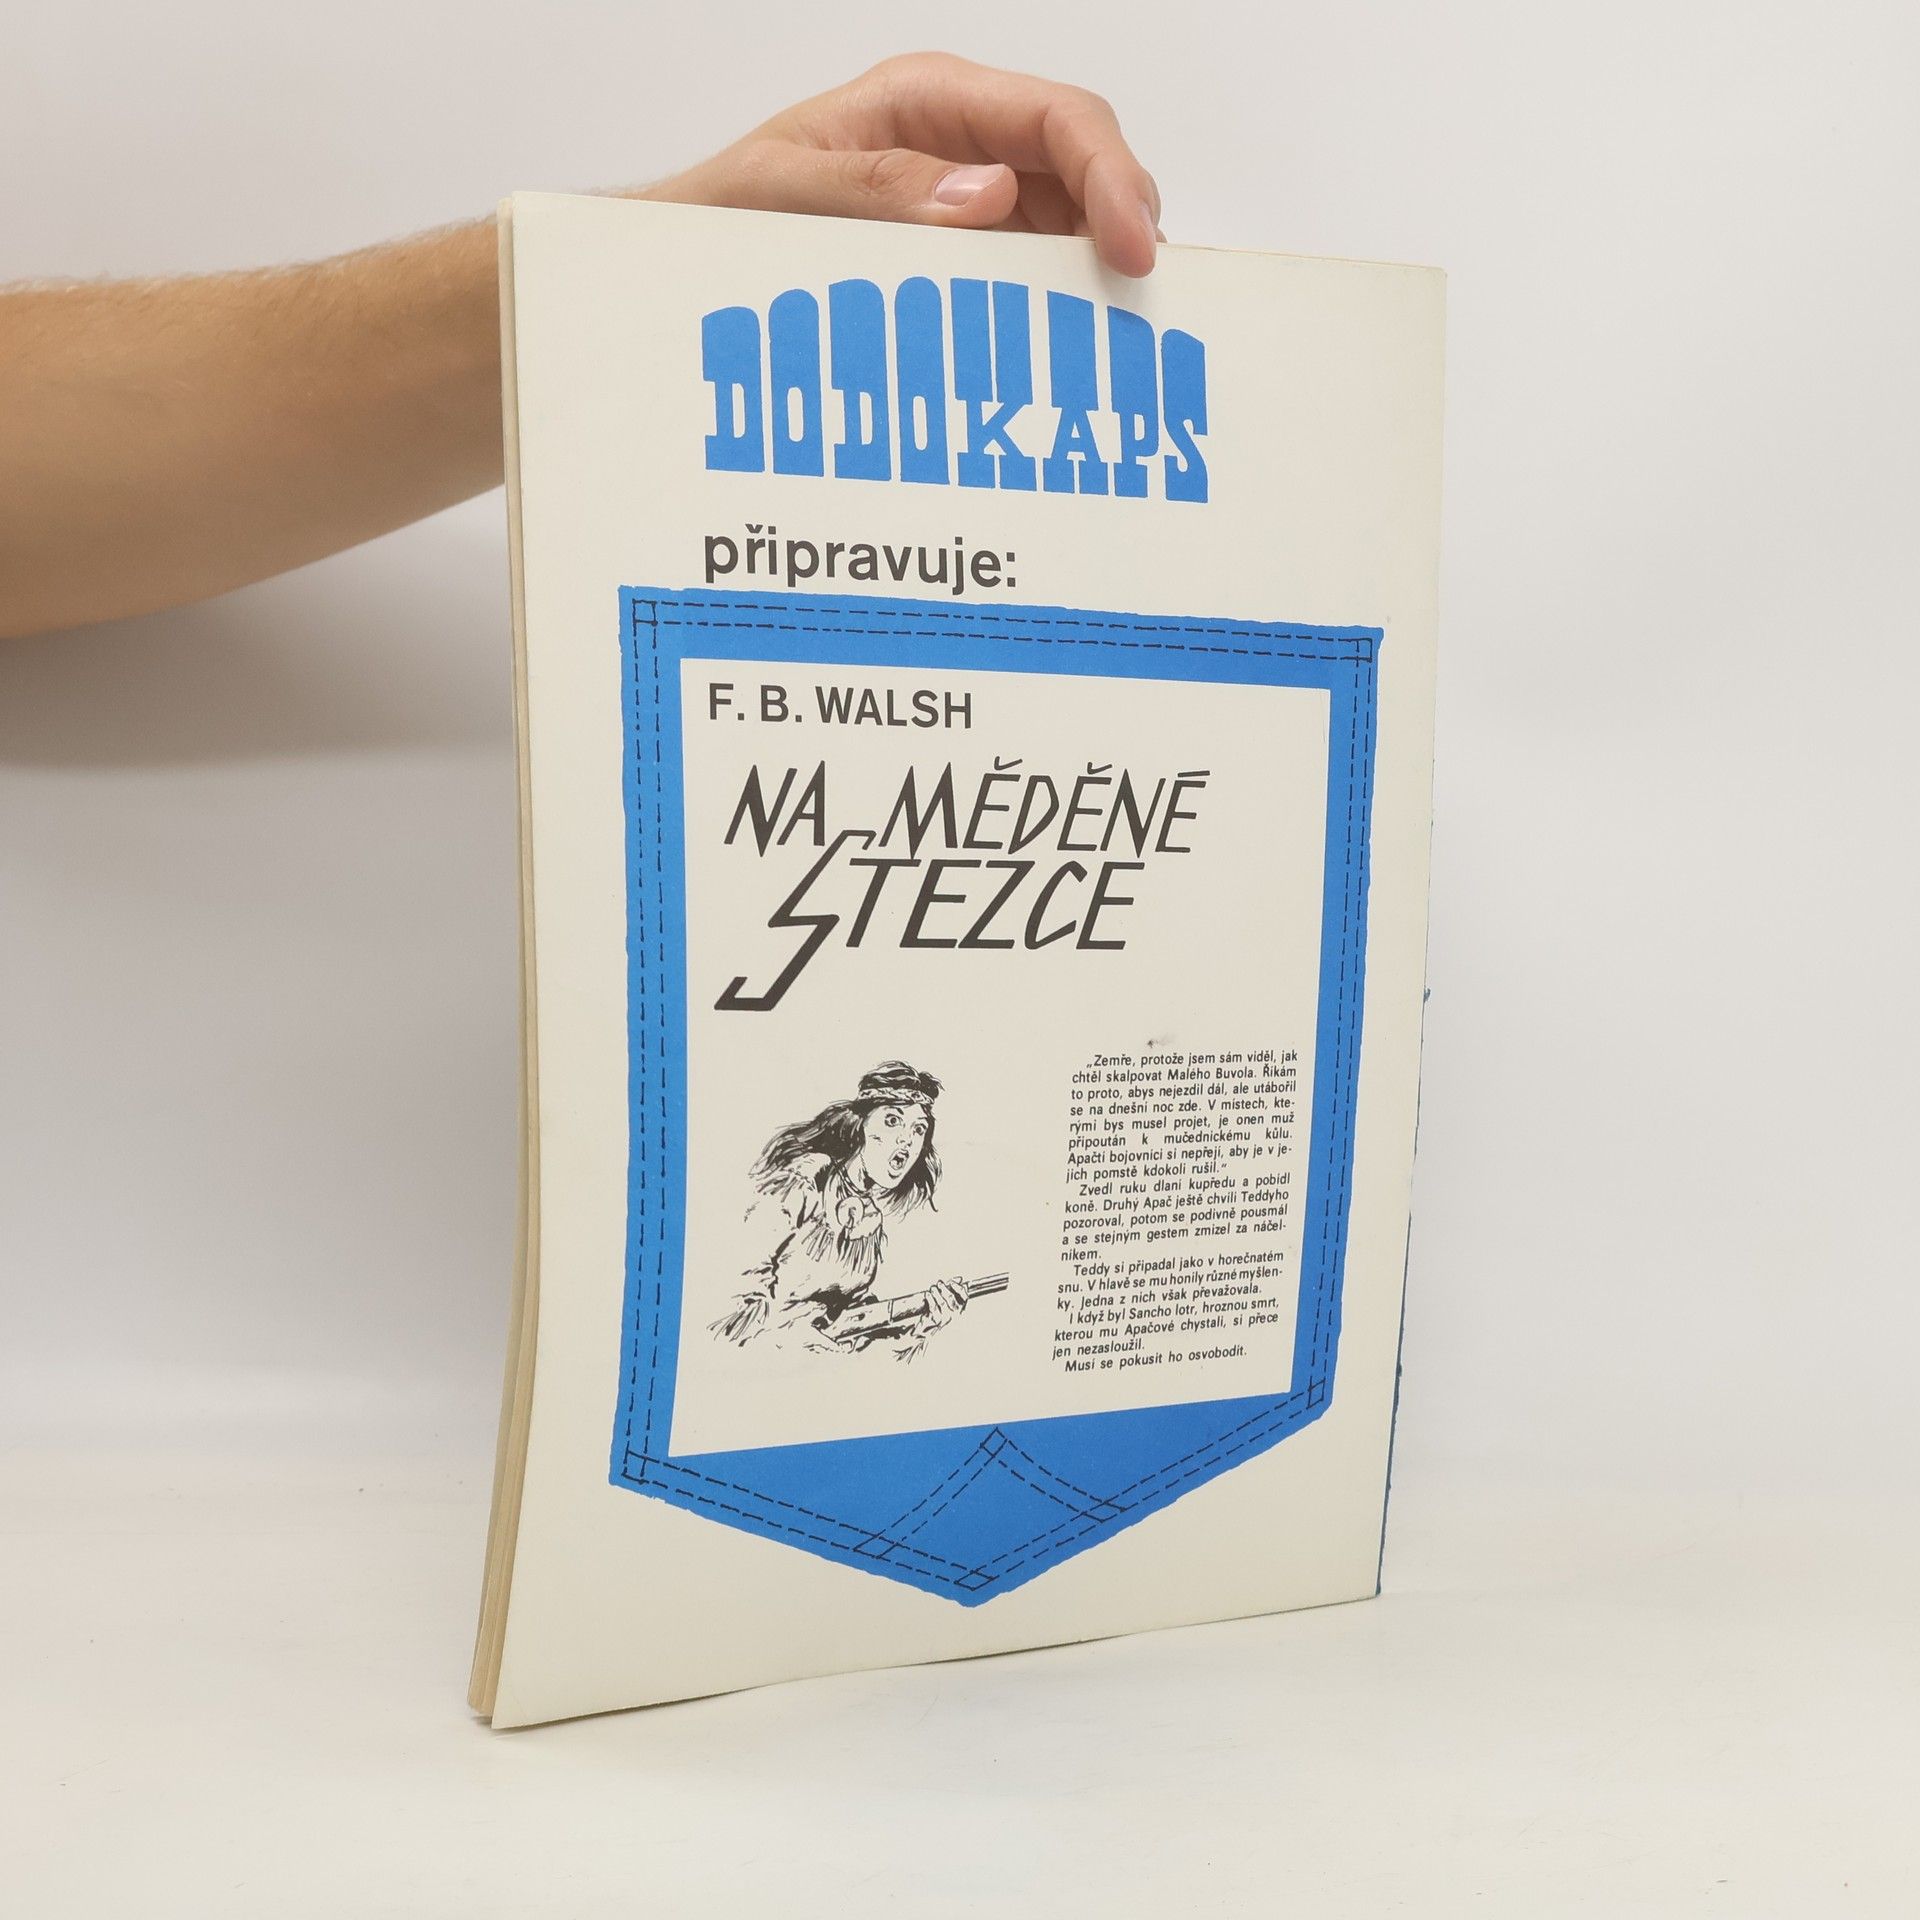 DODOKAPS
připravuje:
F. B. WALSH
NA MĚDĚNÉ
STEZCE
„Zemře, protože jsem sám viděl, jak
chtěl skalpovat Malého Buvola. Říkám
to proto, abys nejezdil dál, ale utábořil
se na dnešní noc zde. V místech, kte-
rými bys musel projet, je onen muž
připoután k mučednickému kůlu.
Apačtí bojovníci si nepřejí, aby je v je-
jich pomstě kdokoli rušil.“
Zvedl ruku dlaní kupředu a pobídl
koně. Druhý Apač ještě chvíli Teddyho
pozoroval, potom se podivně pousmál
a se stejným gestem zmizel za náčel-
níkem.
Teddy si připadal jako v horečnatém
snu. V hlavě se mu honily různé myšlen-
ky. Jedna z nich však převažovala.
I když byl Sancho lotr, hroznou smrt,
kterou mu Apačové chystali, si přece
jen nezasloužil.
Musí se pokusit ho osvobodit.